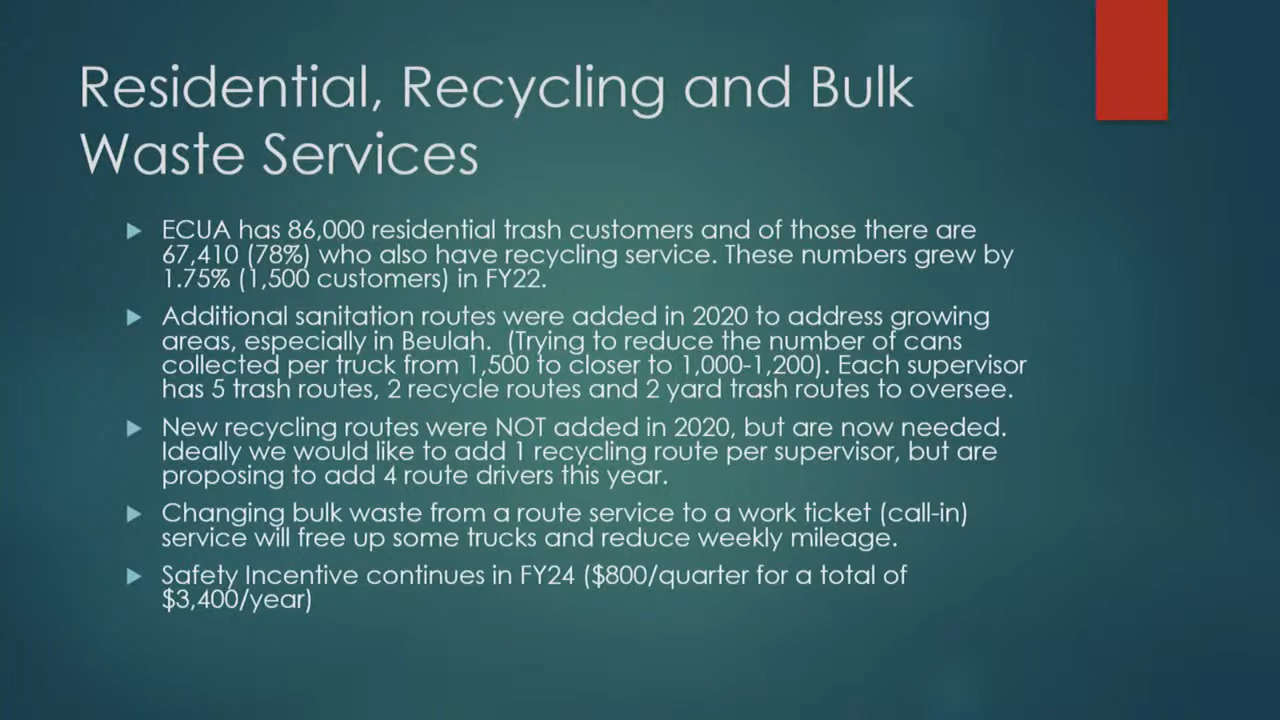 Residential, Recycling and Bulk
Waste Services
ECUA has 86,000 residential trash customers and of those there are
67,410 (78%) who also have recycling service. These numbers grew by
1.75% (1,500 customers) in FY22.
Additional sanitation routes were added in 2020 to address growing
areas, especially in Beulah.  (Trying to reduce the number of cans
collected per truck from 1,500 to closer to 1,000-1,200). Each supervisor
has 5 trash routes, 2 recycle routes and 2 yard trash routes to oversee.
New recycling routes were NOT added in 2020, but are now needed.
Ideally we would like to add 1 recycling route per supervisor, but are
proposing to add 4 route drivers this year.
Changing bulk waste from a route service to a work ticket (call-in)
service will free up some trucks and reduce weekly mileage.
Safety Incentive continues in FY24 ($800/quarter for a total of
$3,400/year)